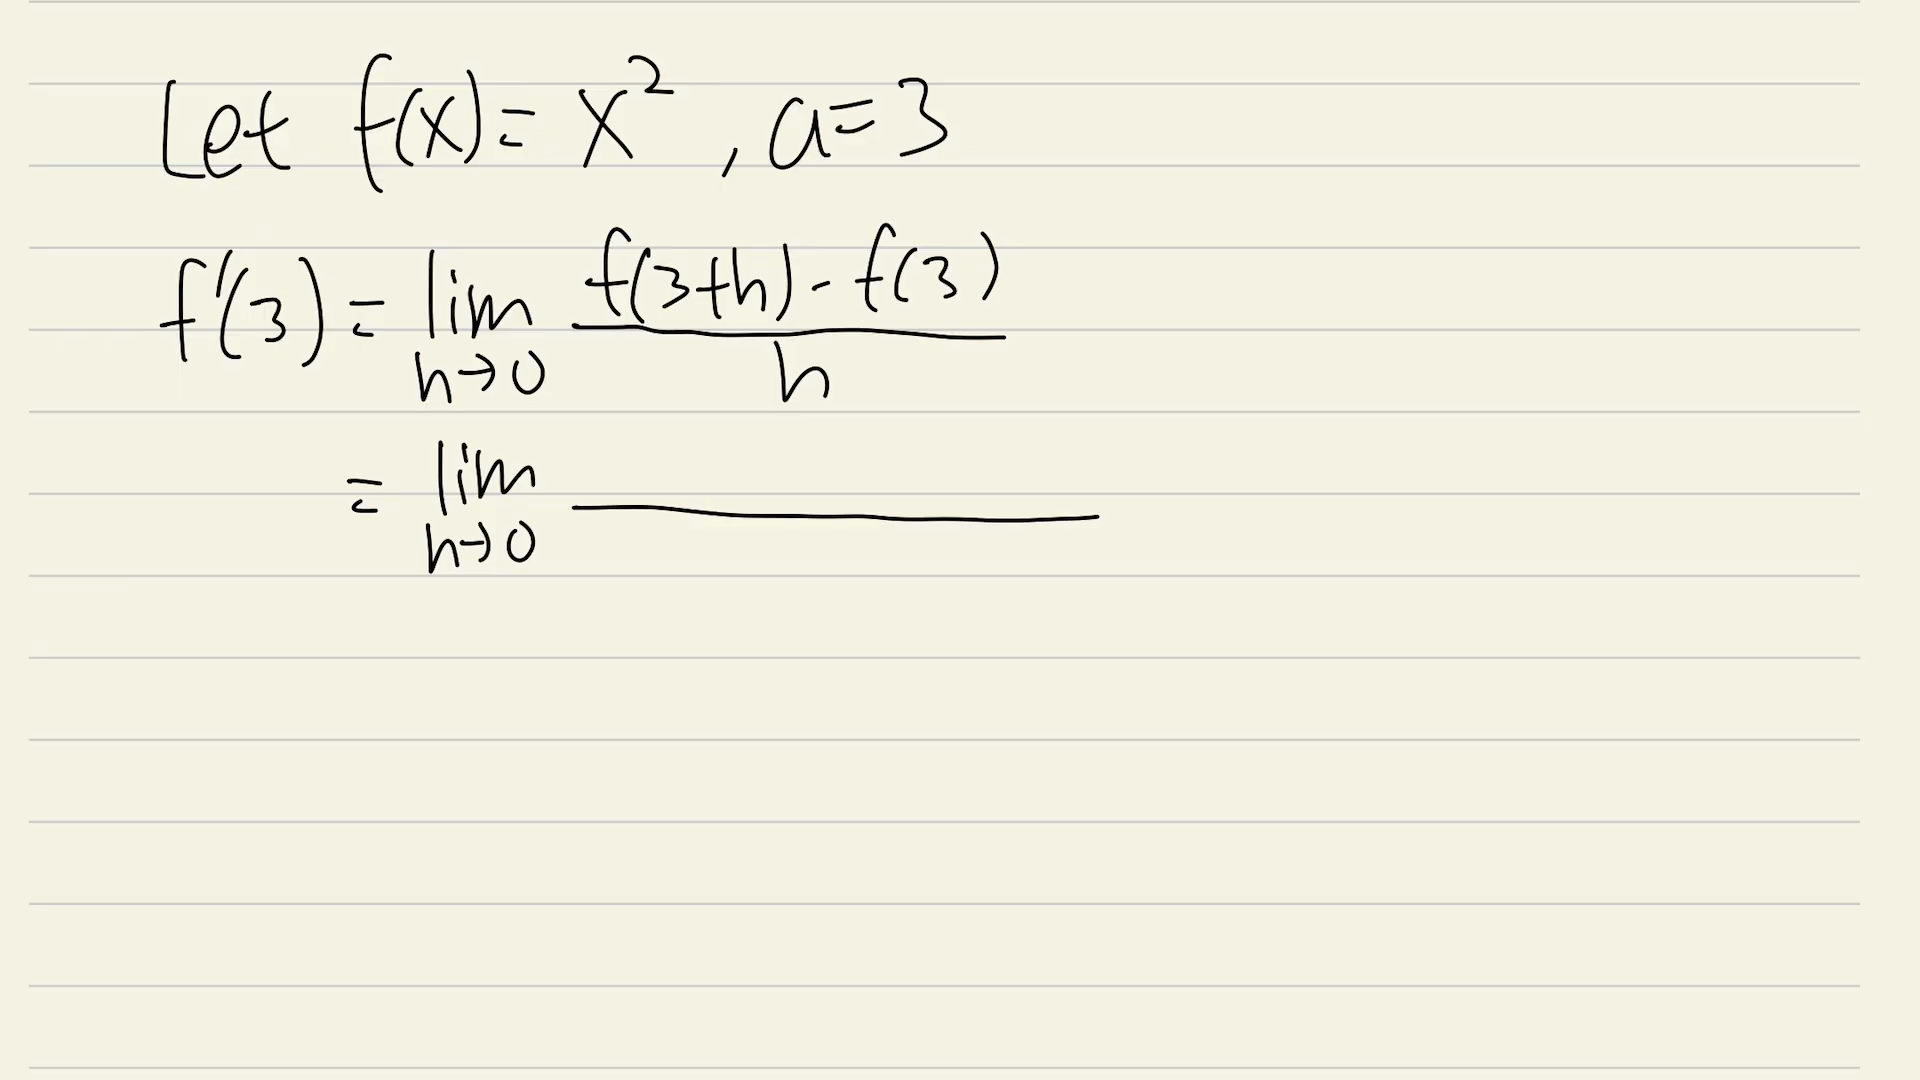 Let f(x) = x², a = 3
f'(3) = lim h→0 f(3+h) - f(3) / h
= lim h→0